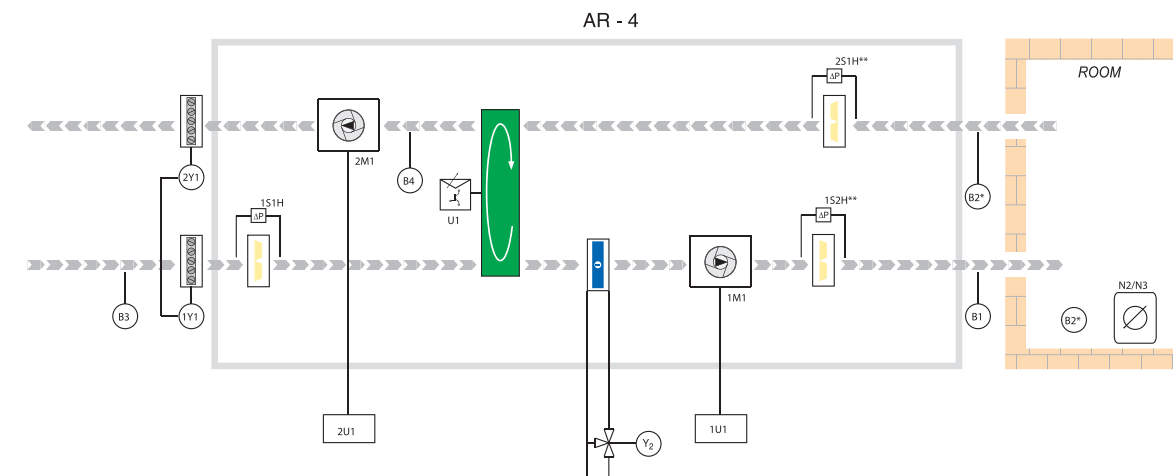 AR - 4
2S1H**
ΔP
ROOM
2M1
2Y1
B4
B2*
U1
1S1H
ΔP
1S2H**
ΔP
N2/N3
1M1
B3
1Y1
B1
B2*
2U1
1U1
Y2